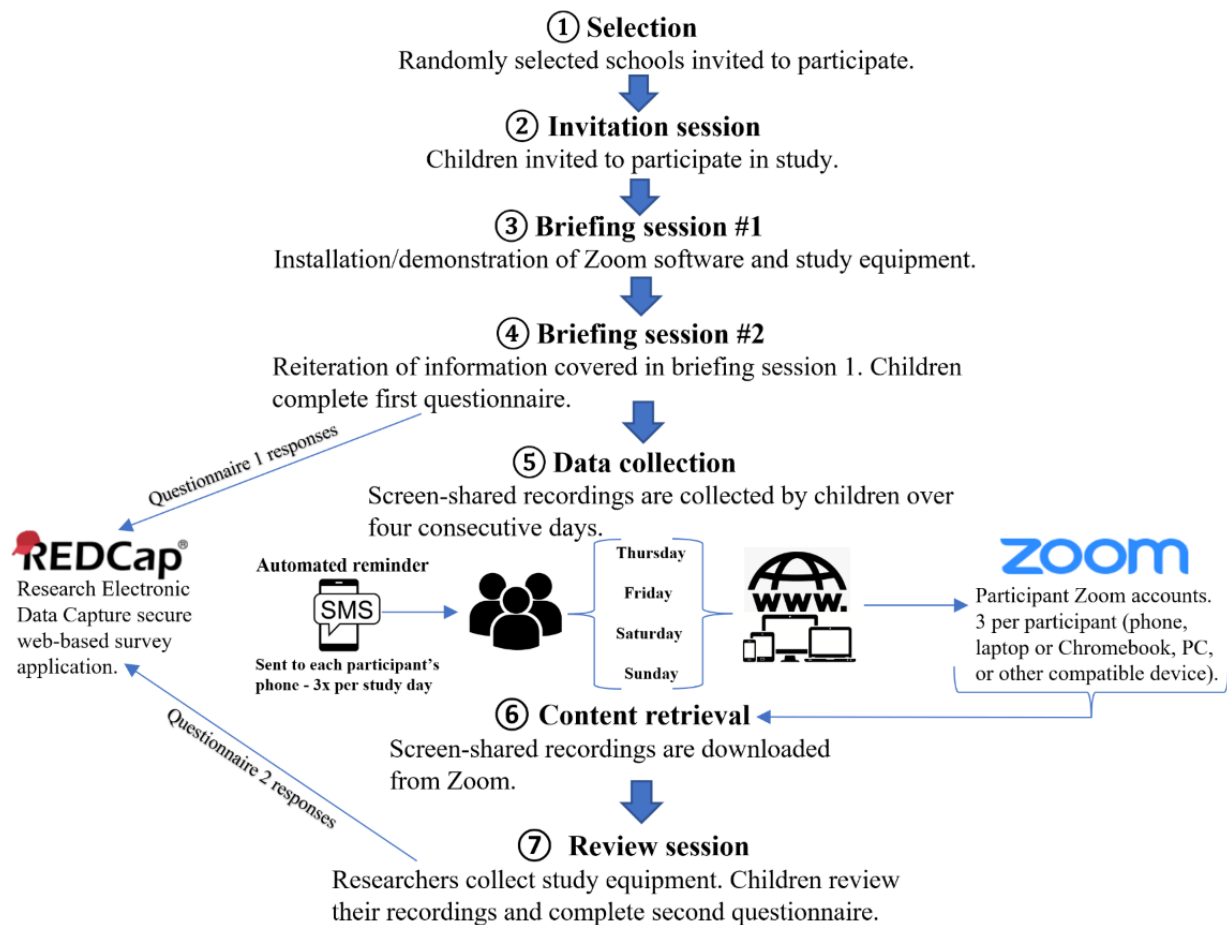 ① Selection
Randomly selected schools invited to participate.
② Invitation session
Children invited to participate in study.
③ Briefing session #1
Installation/demonstration of Zoom software and study equipment.
④ Briefing session #2
Reiteration of information covered in briefing session 1. Children
complete first questionnaire.
Questionnaire 1 responses
⑤ Data collection
Screen-shared recordings are collected by children over
four consecutive days.
REDCap®
Research Electronic
Data Capture secure
web-based survey
application.
Automated reminder
SMS
Sent to each participant's
phone - 3x per study day
Thursday
Friday
Saturday
Sunday
WWW.
zoom
Participant Zoom accounts.
3 per participant (phone,
laptop or Chromebook, PC,
or other compatible device).
⑥ Content retrieval
Screen-shared recordings are downloaded
from Zoom.
Questionnaire 2 responses
⑦ Review session
Researchers collect study equipment. Children review
their recordings and complete second questionnaire.